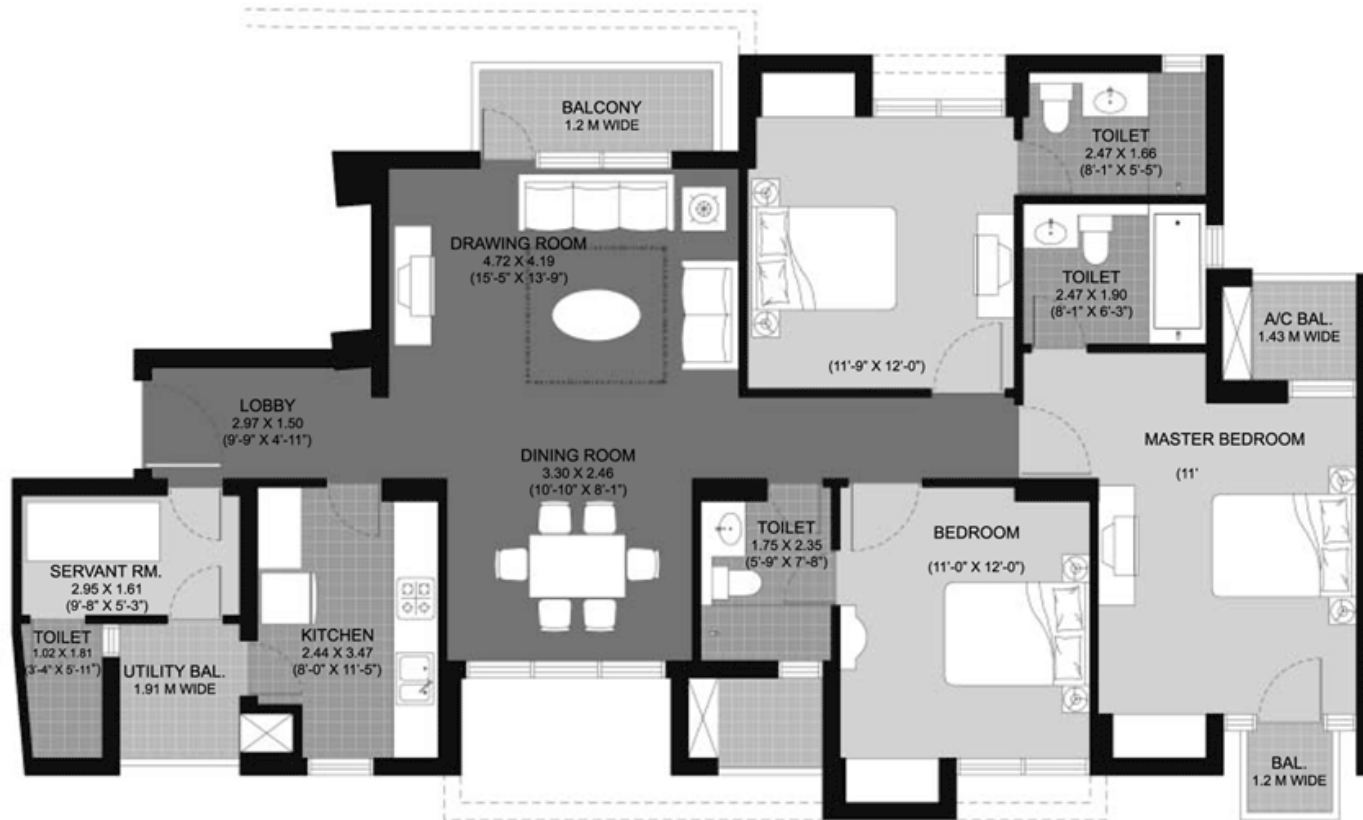 BALCONY
1.2 M WIDE
TOILET
2.47 X 1.66
(8'-1" X 5'-5")
DRAWING ROOM
4.72 X 4.19
(15'-5" X 13'-9")
TOILET
2.47 X 1.90
(8'-1" X 6'-3")
A/C BAL.
1.43 M WIDE
(11'-9" X 12'-0")
LOBBY
2.97 X 1.50
(9'-9" X 4'-11")
MASTER BEDROOM
(11'
DINING ROOM
3.30 X 2.46
(10'-10" X 8'-1")
TOILET
1.75 X 2.35
(5'-9" X 7'-8")
BEDROOM
(11'-0" X 12'-0")
SERVANT RM.
2.95 X 1.61
(9'-8" X 5'-3")
TOILET
1.02 X 1.81
(3'-4" X 5'-11")
UTILITY BAL.
1.91 M WIDE
KITCHEN
2.44 X 3.47
(8'-0" X 11'-5")
BAL.
1.2 M WIDE